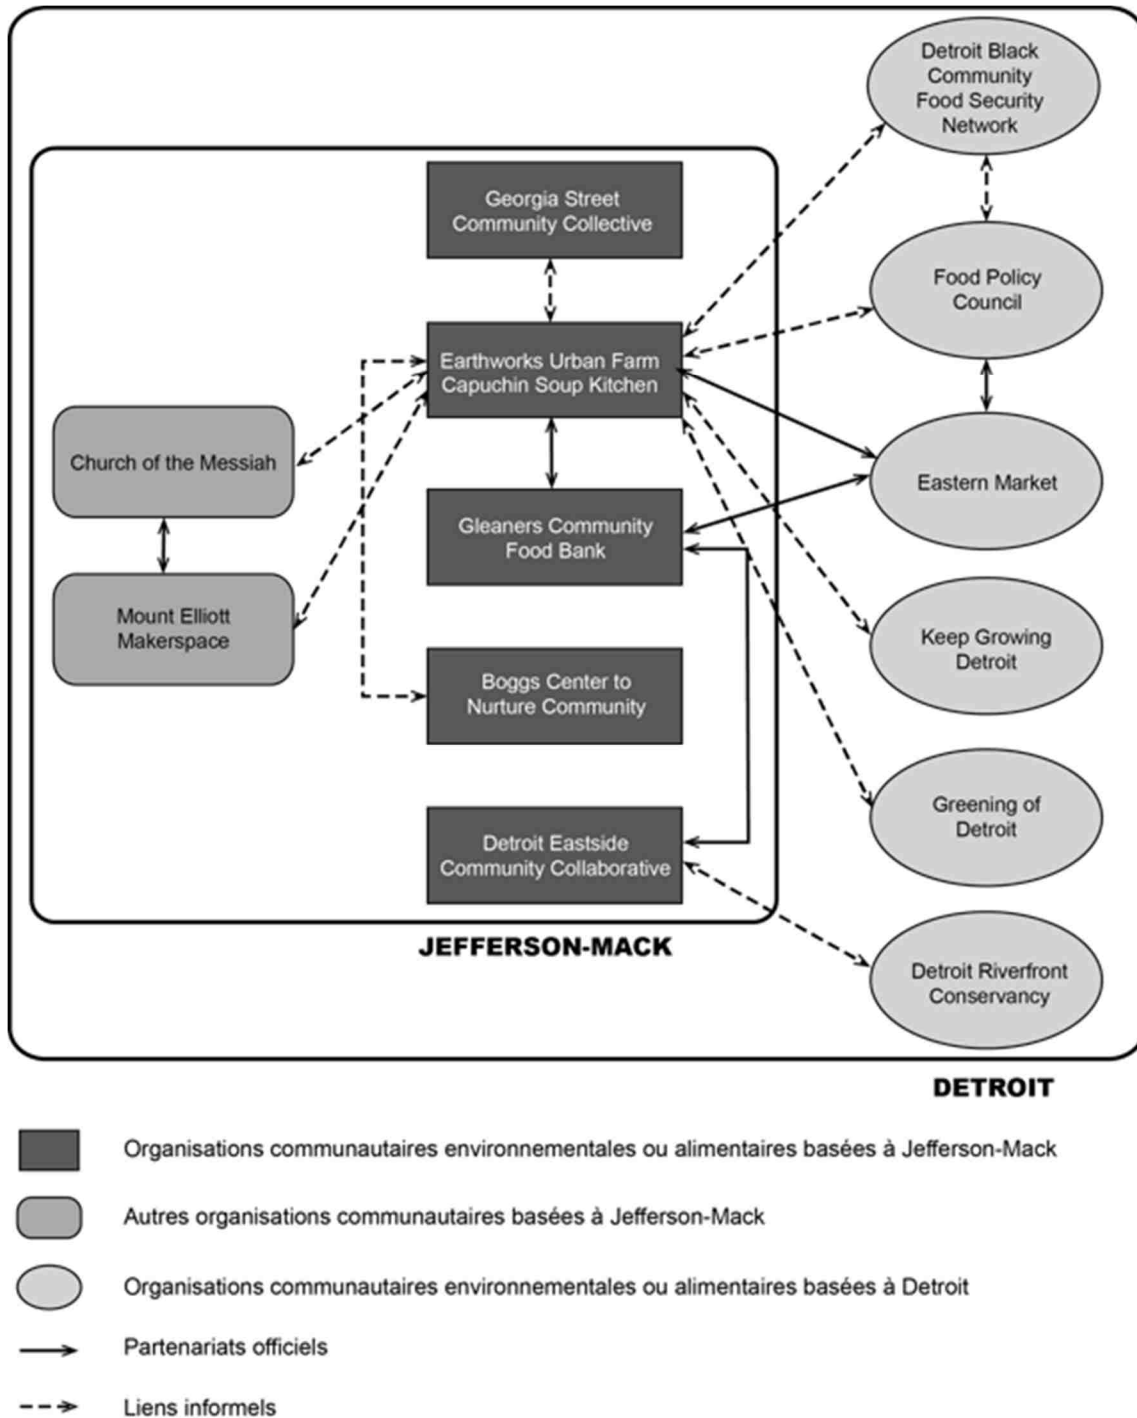 Detroit Black
Community
Food Security
Network
Georgia Street
Community Collective
Food Policy
Council
Earthworks Urban Farm
Capuchin Soup Kitchen
Church of the Messiah
Eastern Market
Gleaners Community
Food Bank
Mount Elliott
Makerspace
Keep Growing
Detroit
Boggs Center to
Nurture Community
Greening of
Detroit
Detroit Eastside
Community Collaborative
JEFFERSON-MACK
Detroit Riverfront
Conservancy
DETROIT
Organisations communautaires environnementales ou alimentaires basées à Jefferson-Mack
Autres organisations communautaires basées à Jefferson-Mack
Organisations communautaires environnementales ou alimentaires basées à Detroit
Partenariats officiels
Liens informels